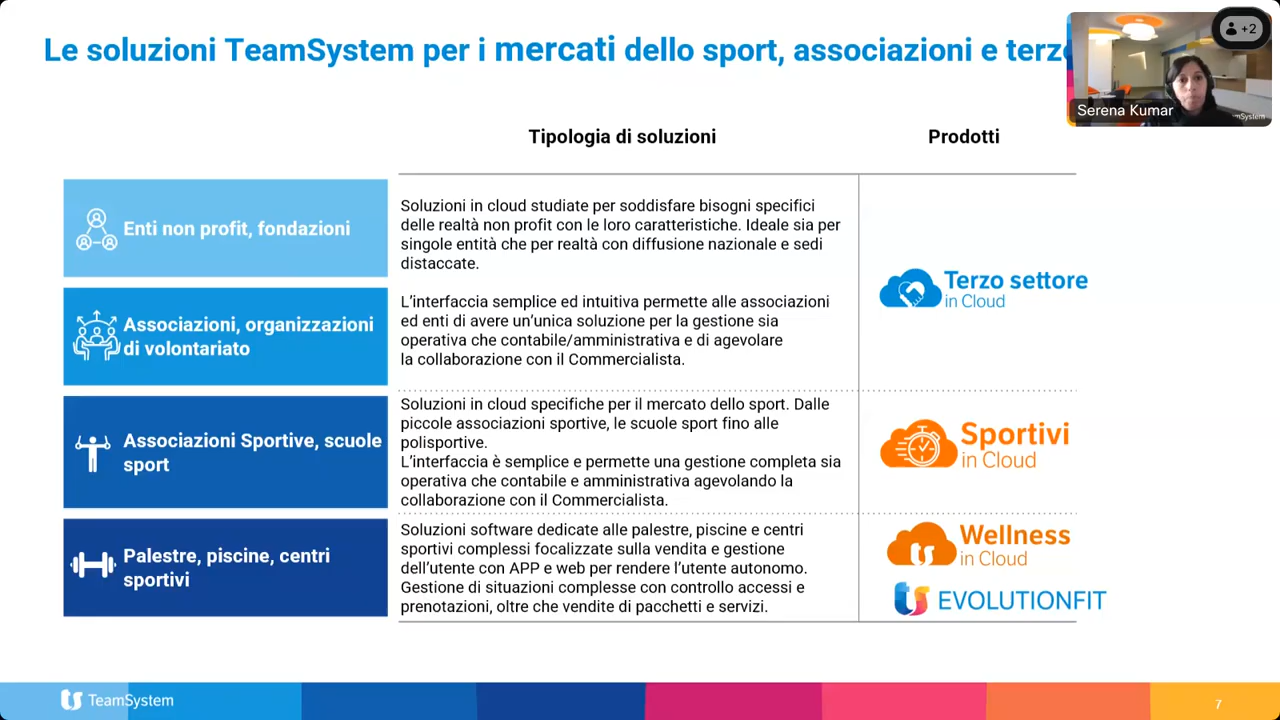 Le soluzioni TeamSystem per i mercati dello sport, associazioni e
+2
Serena Kumar
Tipologia di soluzioni
Prodotti
Enti non profit, fondazioni
Soluzioni in cloud studiate per soddisfare bisogni specifici
delle realtà non profit con le loro caratteristiche. Ideale sia per
singole entità che per realtà con diffusione nazionale e sedi
distaccate.
Terzo settore
in Cloud
Associazioni, organizzazioni
di volontariato
L'interfaccia semplice ed intuitiva permette alle associazioni
ed enti di avere un'unica soluzione per la gestione sia
operativa che contabile/amministrativa e di agevolare
la collaborazione con il Commercialista.
Associazioni Sportive, scuole
sport
Soluzioni in cloud specifiche per il mercato dello sport. Dalle
piccole associazioni sportive, le scuole sport fino alle
polisportive.
L'interfaccia è semplice e permette una gestione completa sia
operativa che contabile e amministrativa agevolando la
collaborazione con il Commercialista.
Sportivi
in Cloud
Palestre, piscine, centri
sportivi
Soluzioni software dedicate alle palestre, piscine e centri
sportivi complessi focalizzate sulla vendita e gestione
dell'utente con APP e web per rendere l'utente autonomo.
Gestione di situazioni complesse con controllo accessi e
prenotazioni, oltre che vendite di pacchetti e servizi.
Wellness
in Cloud
EVOLUTIONFIT
TeamSystem
7